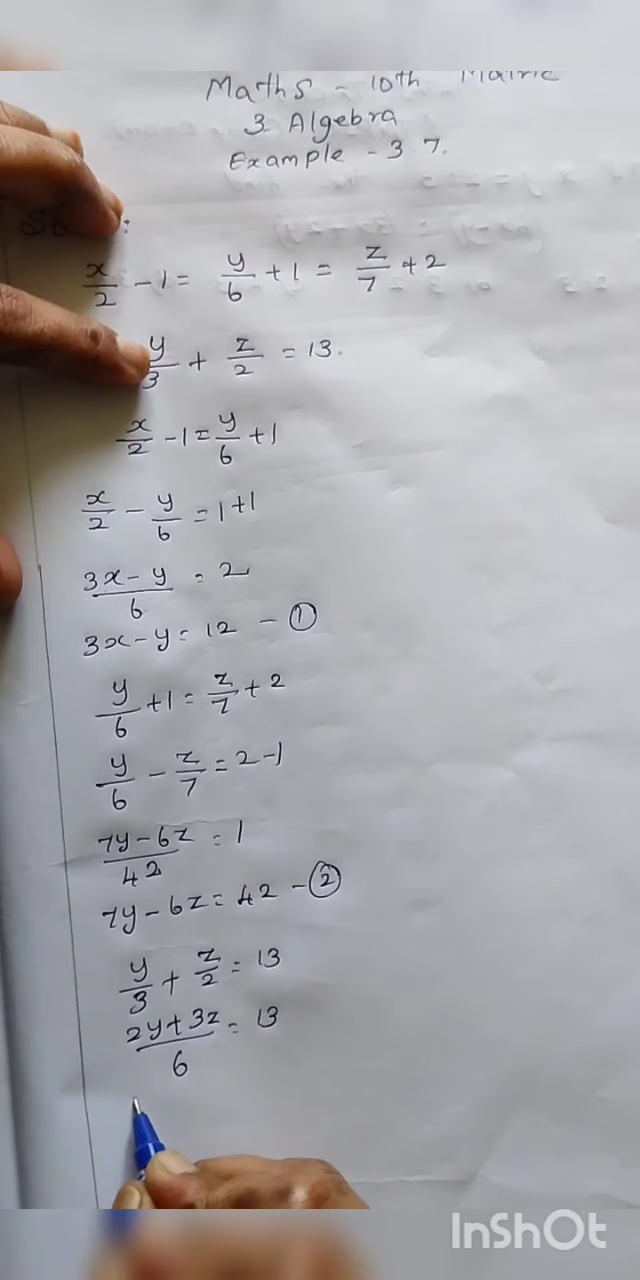 Maths - 10th Matric
3. Algebra
Example - 3.7.
x/2 - 1 = y/6 + 1 = z/7 + 2
y/3 + z/2 = 13.
x/2 - 1 = y/6 + 1
x/2 - y/6 = 1+1
3x - y/6 = 2
3x - y = 12 - ①
y/6 + 1 = z/7 + 2
y/6 - z/7 = 2-1
7y - 6z/42 = 1
7y - 6z = 42 - ②
y/3 + z/2 = 13
2y + 3z/6 = 13
InShOt